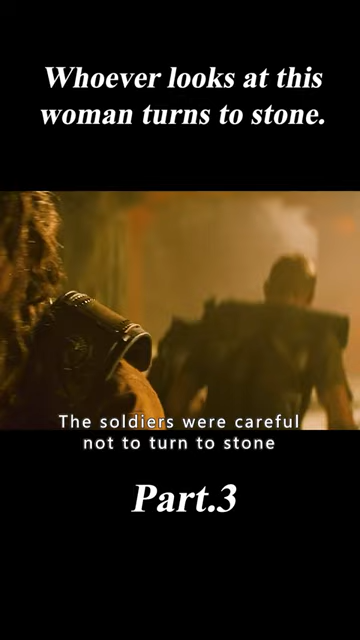 Whoever looks at this
woman turns to stone.
The soldiers were careful
not to turn to stone
Part.3